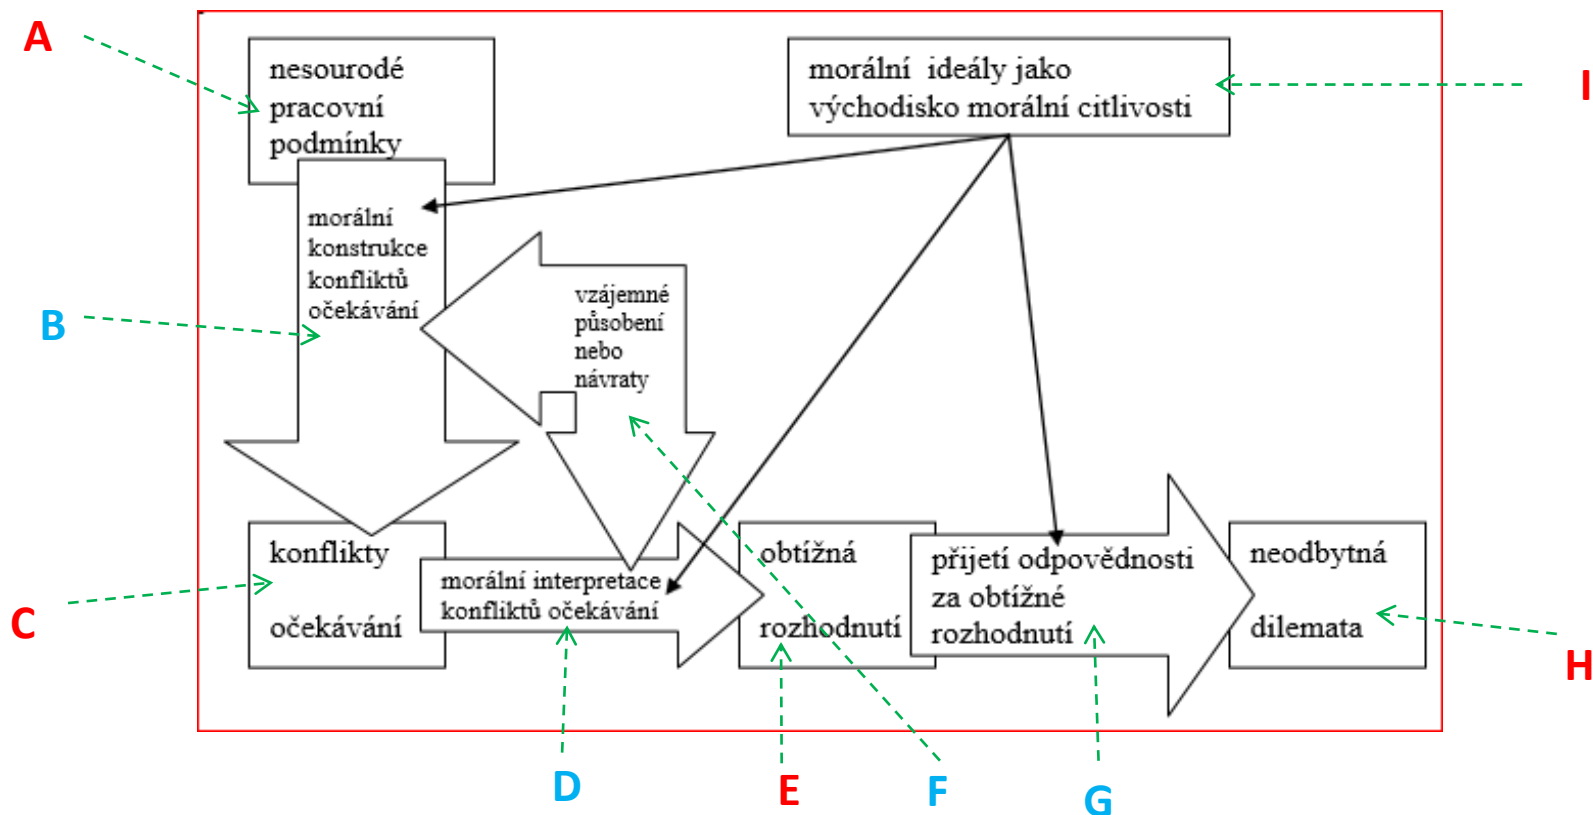 A
nesourodé
pracovní
podmínky
morální  ideály jako
východisko morální citlivosti
I
morální
konstrukce
konfliktů
očekávání
B
vzájemné
působení
nebo
návraty
konflikty
očekávání
C
morální interpretace
konfliktů očekávání
obtížná
rozhodnutí
přijetí odpovědnosti
za obtížné
rozhodnutí
neodbytná
dilemata
H
D
E
F
G